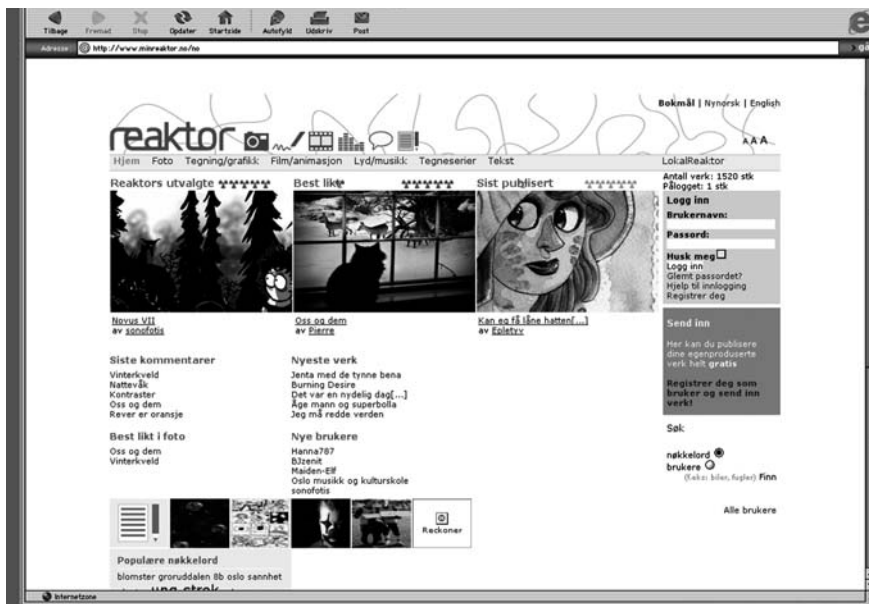 Tilbage Fremad Stop Opdater Startside Autofyld Udskriv Post
Adresse http://www.minreaktor.no/no
Bokmål | Nynorsk | English
reaktor
A A A
Hjem Foto Tegning/grafikk Film/animasjon Lyd/musikk Tegneserier Tekst LokalReaktor
Reaktors utvalgte
Best likt
Sist publisert
Novus VII
av sonofotis
Oss og dem
av Pierre
Kan eg få låne hatten[...]
av Epletyv
Antall verk: 1520 stk
Pålogget: 1 stk
Logg inn
Brukernavn:
Passord:
Husk meg
Logg inn
Glemt passordet?
Hjelp til innlogging
Registrer deg
Send inn
Her kan du publisere
dine egenproduserte
verk helt gratis
Registrer deg som
bruker og send inn
verk!
Søk
nøkkelord
brukere
(f.eks: biler, fugler) Finn
Alle brukere
Siste kommentarer
Vinterkveld
Nattevåk
Kontraster
Oss og dem
Rever er oransje
Nyeste verk
Jenta med de tynne bena
Burning Desire
Det var en nydelig dag[...]
Åge mann og superbolla
Jeg må redde verden
Best likt i foto
Oss og dem
Vinterkveld
Nye brukere
Hanna787
BJzenit
Maiden-Elf
Oslo musikk og kulturskole
sonofotis
Reckoner
Populære nøkkelord
blomster groruddalen 8b oslo sannhet
ung strek
Internetzone